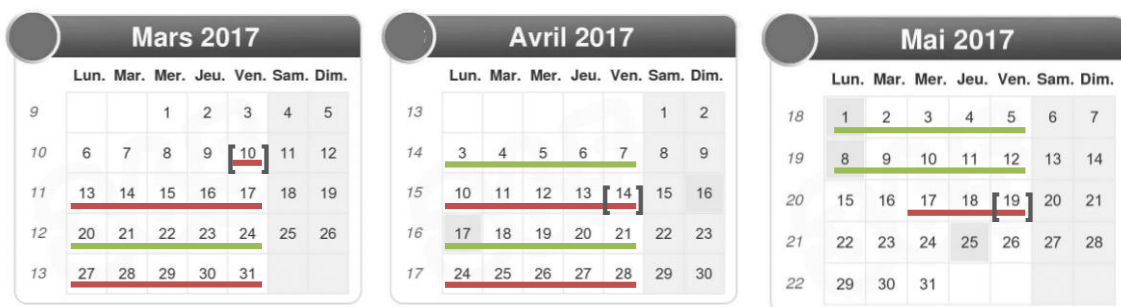 Mars 2017
Lun. Mar. Mer. Jeu. Ven. Sam. Dim.
9 1 2 3 4 5
10 6 7 8 9 [10] 11 12
11 13 14 15 16 17 18 19
12 20 21 22 23 24 25 26
13 27 28 29 30 31
Avril 2017
Lun. Mar. Mer. Jeu. Ven. Sam. Dim.
13 1 2
14 3 4 5 6 7 8 9
15 10 11 12 13 [14] 15 16
16 17 18 19 20 21 22 23
17 24 25 26 27 28 29 30
Mai 2017
Lun. Mar. Mer. Jeu. Ven. Sam. Dim.
18 1 2 3 4 5 6 7
19 8 9 10 11 12 13 14
20 15 16 17 18 [19] 20 21
21 22 23 24 25 26 27 28
22 29 30 31